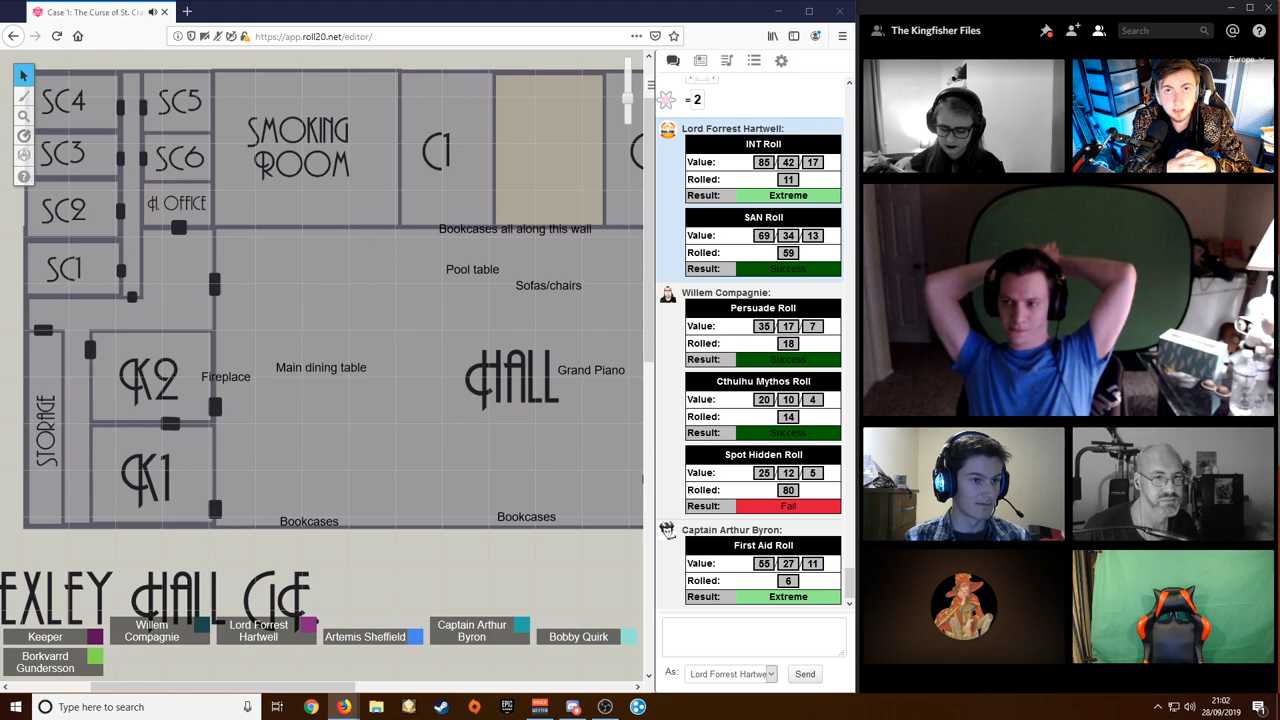 Case 1: The Curse of St. Cra
https://app.roll20.net/editor/
SC4
SC3
SC2
SC1
SC5
SC6
H. OFFICE
SMOKING
ROOM
C1
C
Bookcases all along this wall
Pool table
Sofas/chairs
K2
Fireplace
Main dining table
HALL
Grand Piano
STORAGE
K1
Bookcases
Bookcases
EXLEY HALL G/F
Keeper
Willem
Compagnie
Lord Forrest
Hartwell
Artemis Sheffield
Captain Arthur
Byron
Bobby Quirk
Borkvarrd
Gundersson
= 2
Lord Forrest Hartwell:
INT Roll
Value: 85 42 17
Rolled: 11
Result: Extreme
SAN Roll
Value: 69 34 13
Rolled: 59
Result: Success
Willem Compagnie:
Persuade Roll
Value: 35 17 7
Rolled: 18
Result: Success
Cthulhu Mythos Roll
Value: 20 10 4
Rolled: 14
Result: Success
Spot Hidden Roll
Value: 25 12 5
Rolled: 80
Result: Fail
Captain Arthur Byron:
First Aid Roll
Value: 55 27 11
Rolled: 6
Result: Extreme
As: Lord Forrest Hartwe Send
The Kingfisher Files
Search
region Europe
Type here to search
EPIC
21:02
28/09/2019